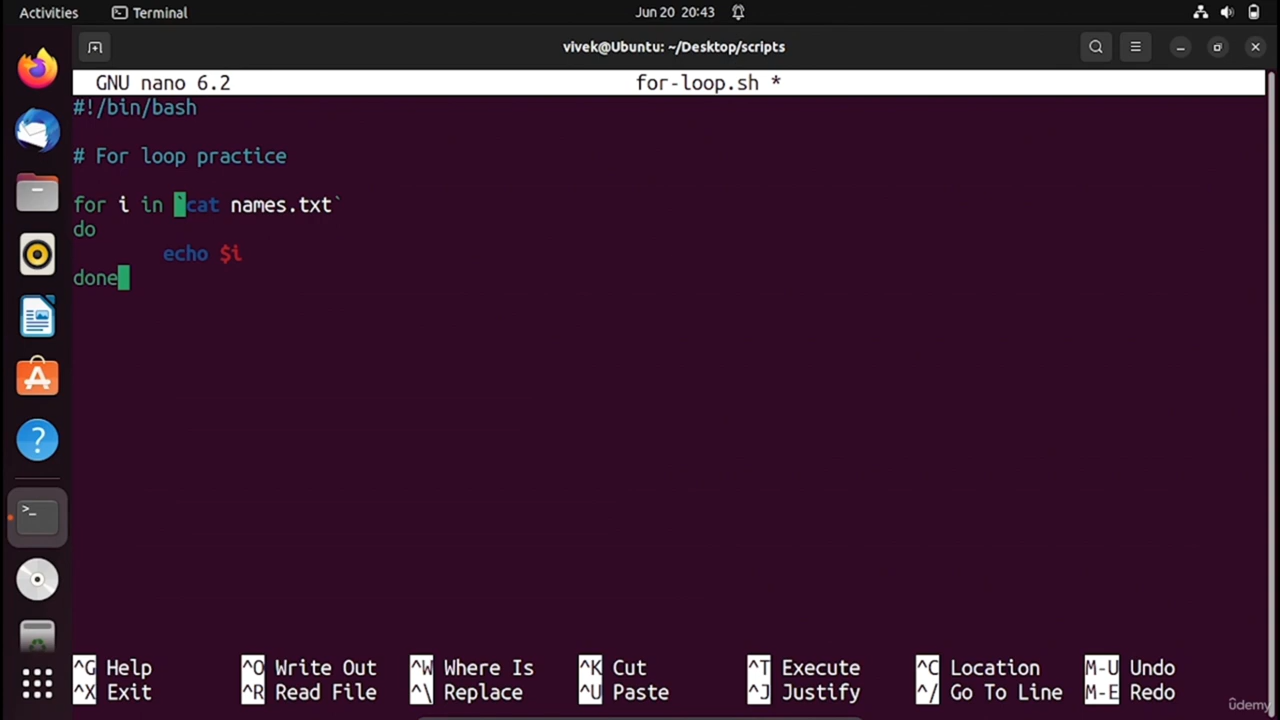 Activities Terminal Jun 20 20:43
vivek@Ubuntu: ~/Desktop/scripts
GNU nano 6.2 for-loop.sh *
#!/bin/bash
# For loop practice
for i in `cat names.txt`
do
echo $i
done
^G Help ^O Write Out ^W Where Is ^K Cut ^T Execute ^C Location M-U Undo
^X Exit ^R Read File ^\ Replace ^U Paste ^J Justify ^/ Go To Line M-E Redo
ûdemy